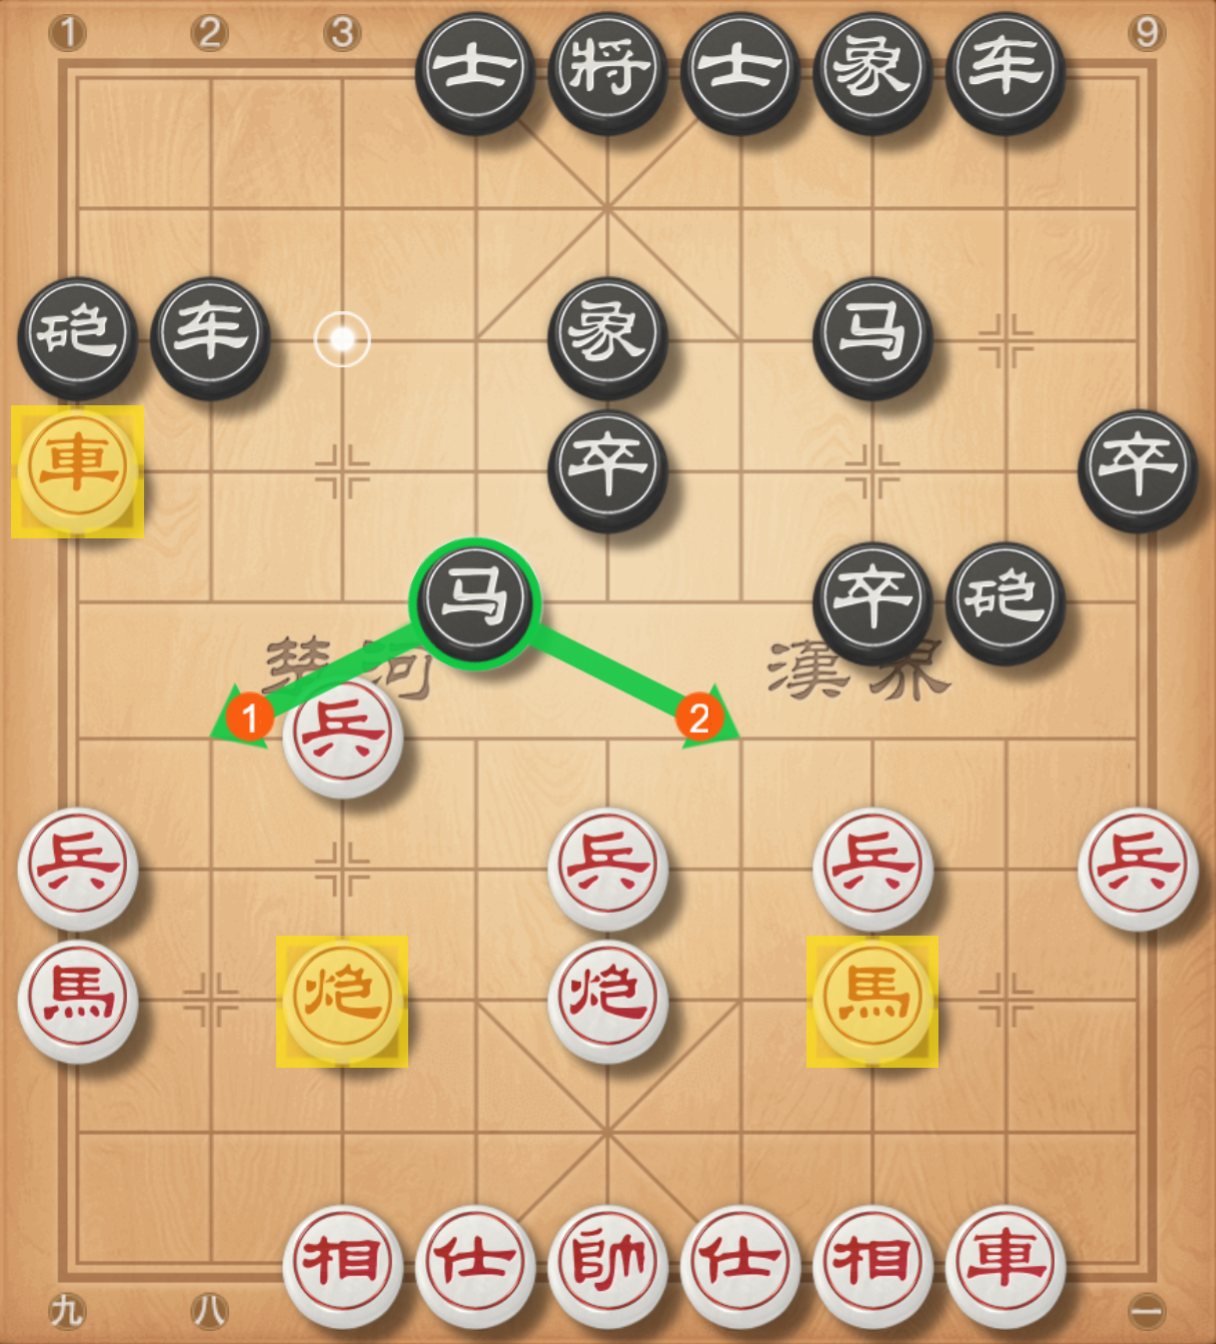 1 2 3 9
士 将 士 象 车
砲 车 象 马
車 卒 卒
马 卒 砲
楚河 漢界
1 2
兵
兵 兵 兵 兵
馬 炮 炮 馬
相 仕 帥 仕 相 車
九 八 一